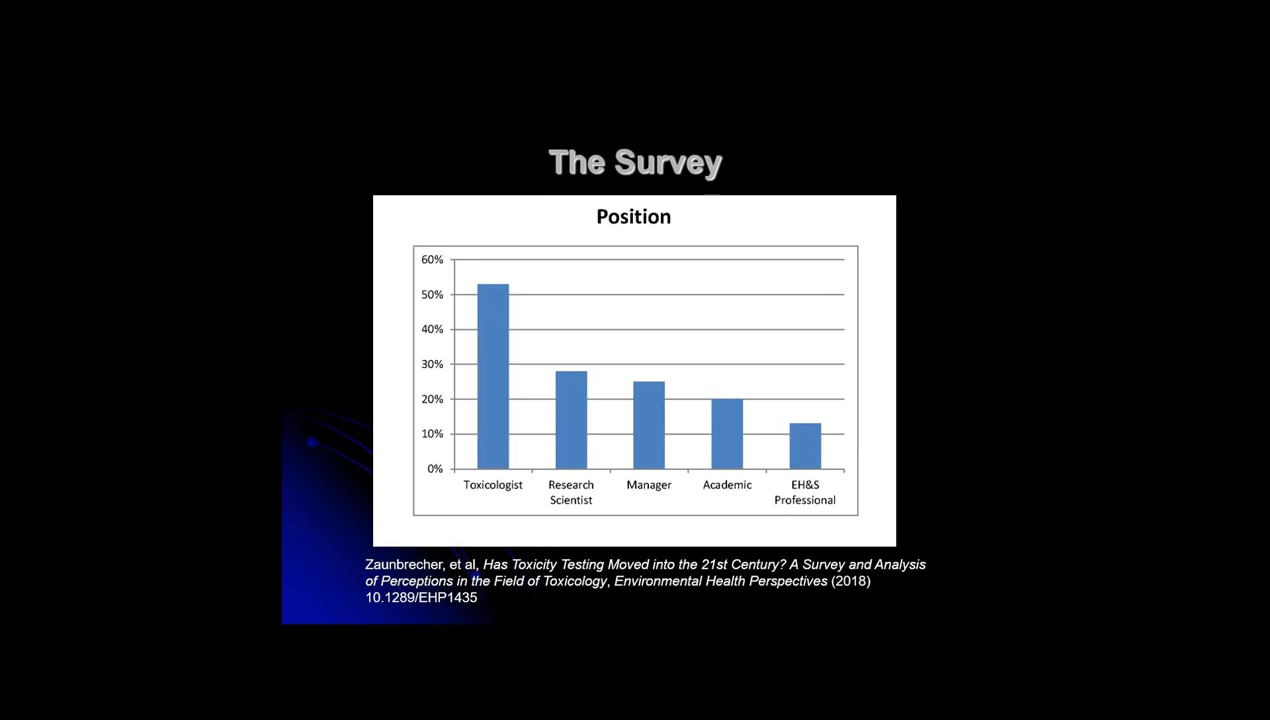 The Survey
Position
60%
50%
40%
30%
20%
10%
0%
Toxicologist
Research
Scientist
Manager
Academic
EH&S
Professional
Zaunbrecher, et al, Has Toxicity Testing Moved into the 21st Century? A Survey and Analysis
of Perceptions in the Field of Toxicology, Environmental Health Perspectives (2018)
10.1289/EHP1435